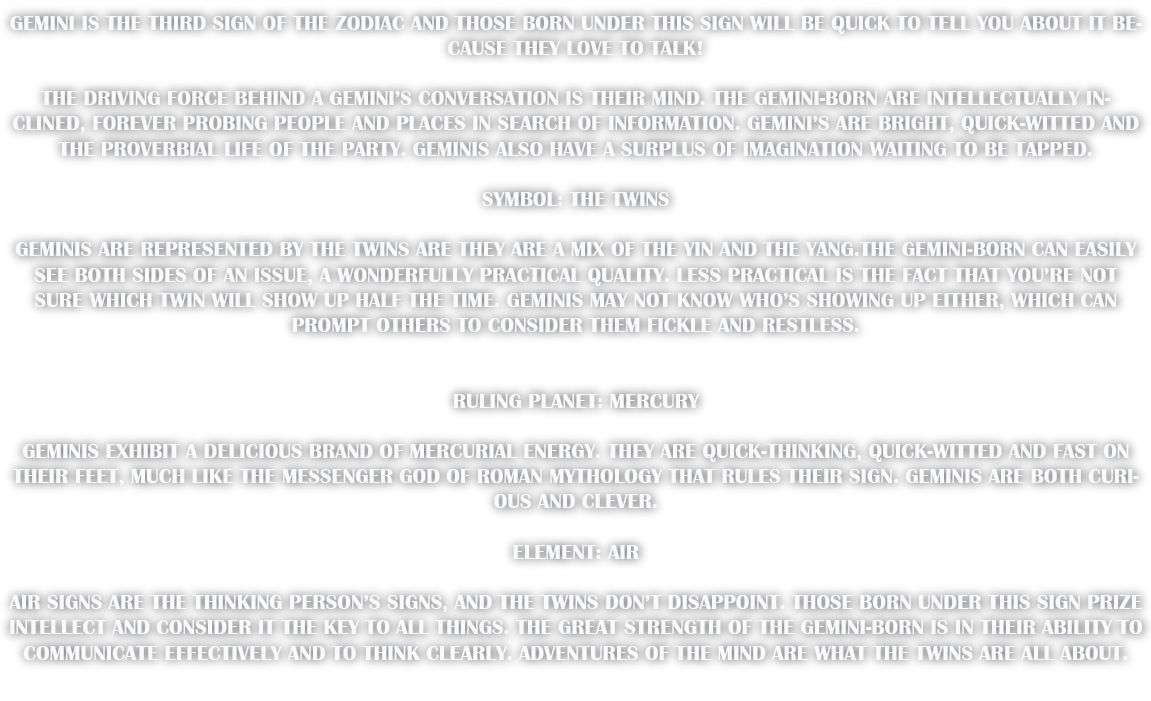 GEMINI IS THE THIRD SIGN OF THE ZODIAC AND THOSE BORN UNDER THIS SIGN WILL BE QUICK TO TELL YOU ABOUT IT BE-
CAUSE THEY LOVE TO TALK!
THE DRIVING FORCE BEHIND A GEMINI'S CONVERSATION IS THEIR MIND. THE GEMINI-BORN ARE INTELLECTUALLY IN-
CLINED, FOREVER PROBING PEOPLE AND PLACES IN SEARCH OF INFORMATION. GEMINI'S ARE BRIGHT, QUICK-WITTED AND
THE PROVERBIAL LIFE OF THE PARTY. GEMINIS ALSO HAVE A SURPLUS OF IMAGINATION WAITING TO BE TAPPED.
SYMBOL: THE TWINS
GEMINIS ARE REPRESENTED BY THE TWINS ARE THEY ARE A MIX OF THE YIN AND THE YANG.THE GEMINI-BORN CAN EASILY
SEE BOTH SIDES OF AN ISSUE, A WONDERFULLY PRACTICAL QUALITY. LESS PRACTICAL IS THE FACT THAT YOU'RE NOT
SURE WHICH TWIN WILL SHOW UP HALF THE TIME. GEMINIS MAY NOT KNOW WHO'S SHOWING UP EITHER, WHICH CAN
PROMPT OTHERS TO CONSIDER THEM FICKLE AND RESTLESS.
RULING PLANET: MERCURY
GEMINIS EXHIBIT A DELICIOUS BRAND OF MERCURIAL ENERGY. THEY ARE QUICK-THINKING, QUICK-WITTED AND FAST ON
THEIR FEET, MUCH LIKE THE MESSENGER GOD OF ROMAN MYTHOLOGY THAT RULES THEIR SIGN. GEMINIS ARE BOTH CURI-
OUS AND CLEVER.
ELEMENT: AIR
AIR SIGNS ARE THE THINKING PERSON'S SIGNS, AND THE TWINS DON'T DISAPPOINT. THOSE BORN UNDER THIS SIGN PRIZE
INTELLECT AND CONSIDER IT THE KEY TO ALL THINGS. THE GREAT STRENGTH OF THE GEMINI-BORN IS IN THEIR ABILITY TO
COMMUNICATE EFFECTIVELY AND TO THINK CLEARLY. ADVENTURES OF THE MIND ARE WHAT THE TWINS ARE ALL ABOUT.